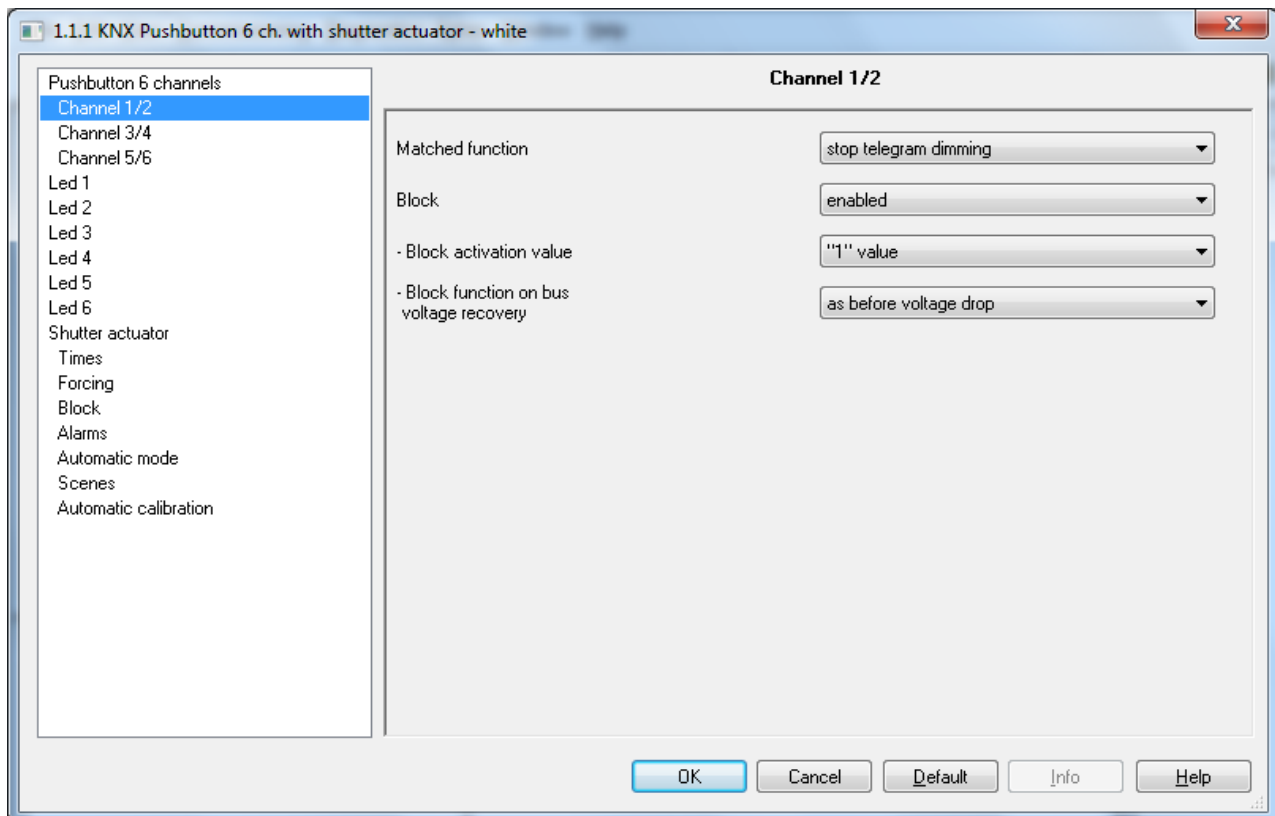 1.1.1 KNX Pushbutton 6 ch. with shutter actuator - white
Pushbutton 6 channels
Channel 1/2
Channel 3/4
Channel 5/6
Led 1
Led 2
Led 3
Led 4
Led 5
Led 6
Shutter actuator
Times
Forcing
Block
Alarms
Automatic mode
Scenes
Automatic calibration
Channel 1/2
Matched function
stop telegram dimming
Block
enabled
- Block activation value
"1" value
- Block function on bus
voltage recovery
as before voltage drop
OK
Cancel
Default
Info
Help